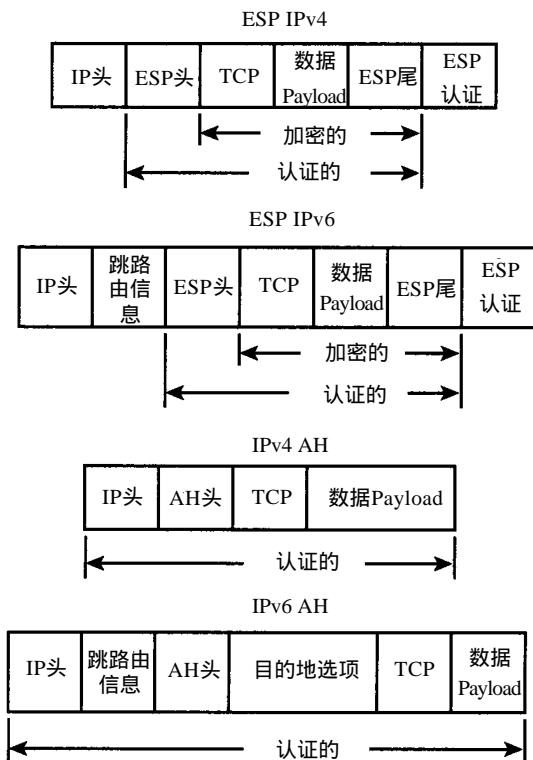 ESP IPv4
IP头 ESP头 TCP 数据 Payload ESP尾 ESP 认证
加密的
认证的
ESP IPv6
IP头 跳路由信息 ESP头 TCP 数据 Payload ESP尾 ESP 认证
加密的
认证的
IPv4 AH
IP头 AH头 TCP 数据Payload
认证的
IPv6 AH
IP头 跳路由信息 AH头 目的地选项 TCP 数据 Payload
认证的